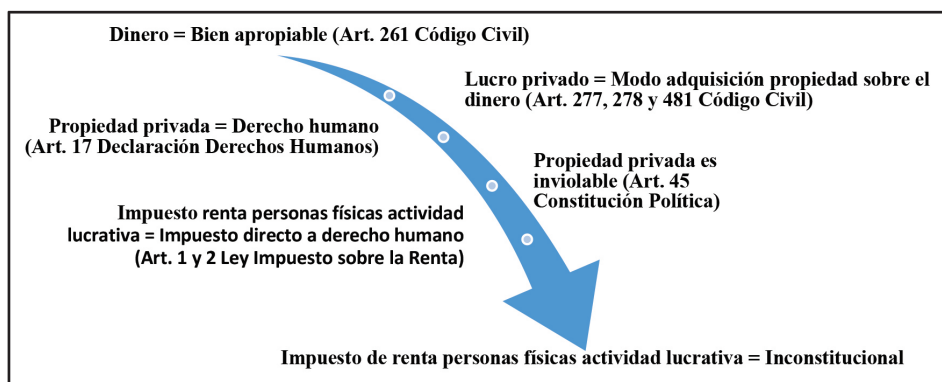 Dinero = Bien apropiable (Art. 261 Código Civil)
Lucro privado = Modo adquisición propiedad sobre el
dinero (Art. 277, 278 y 481 Código Civil)
Propiedad privada = Derecho humano
(Art. 17 Declaración Derechos Humanos)
Propiedad privada es
inviolable (Art. 45
Constitución Política)
Impuesto renta personas físicas actividad
lucrativa = Impuesto directo a derecho humano
(Art. 1 y 2 Ley Impuesto sobre la Renta)
Impuesto de renta personas físicas actividad lucrativa = Inconstitucional